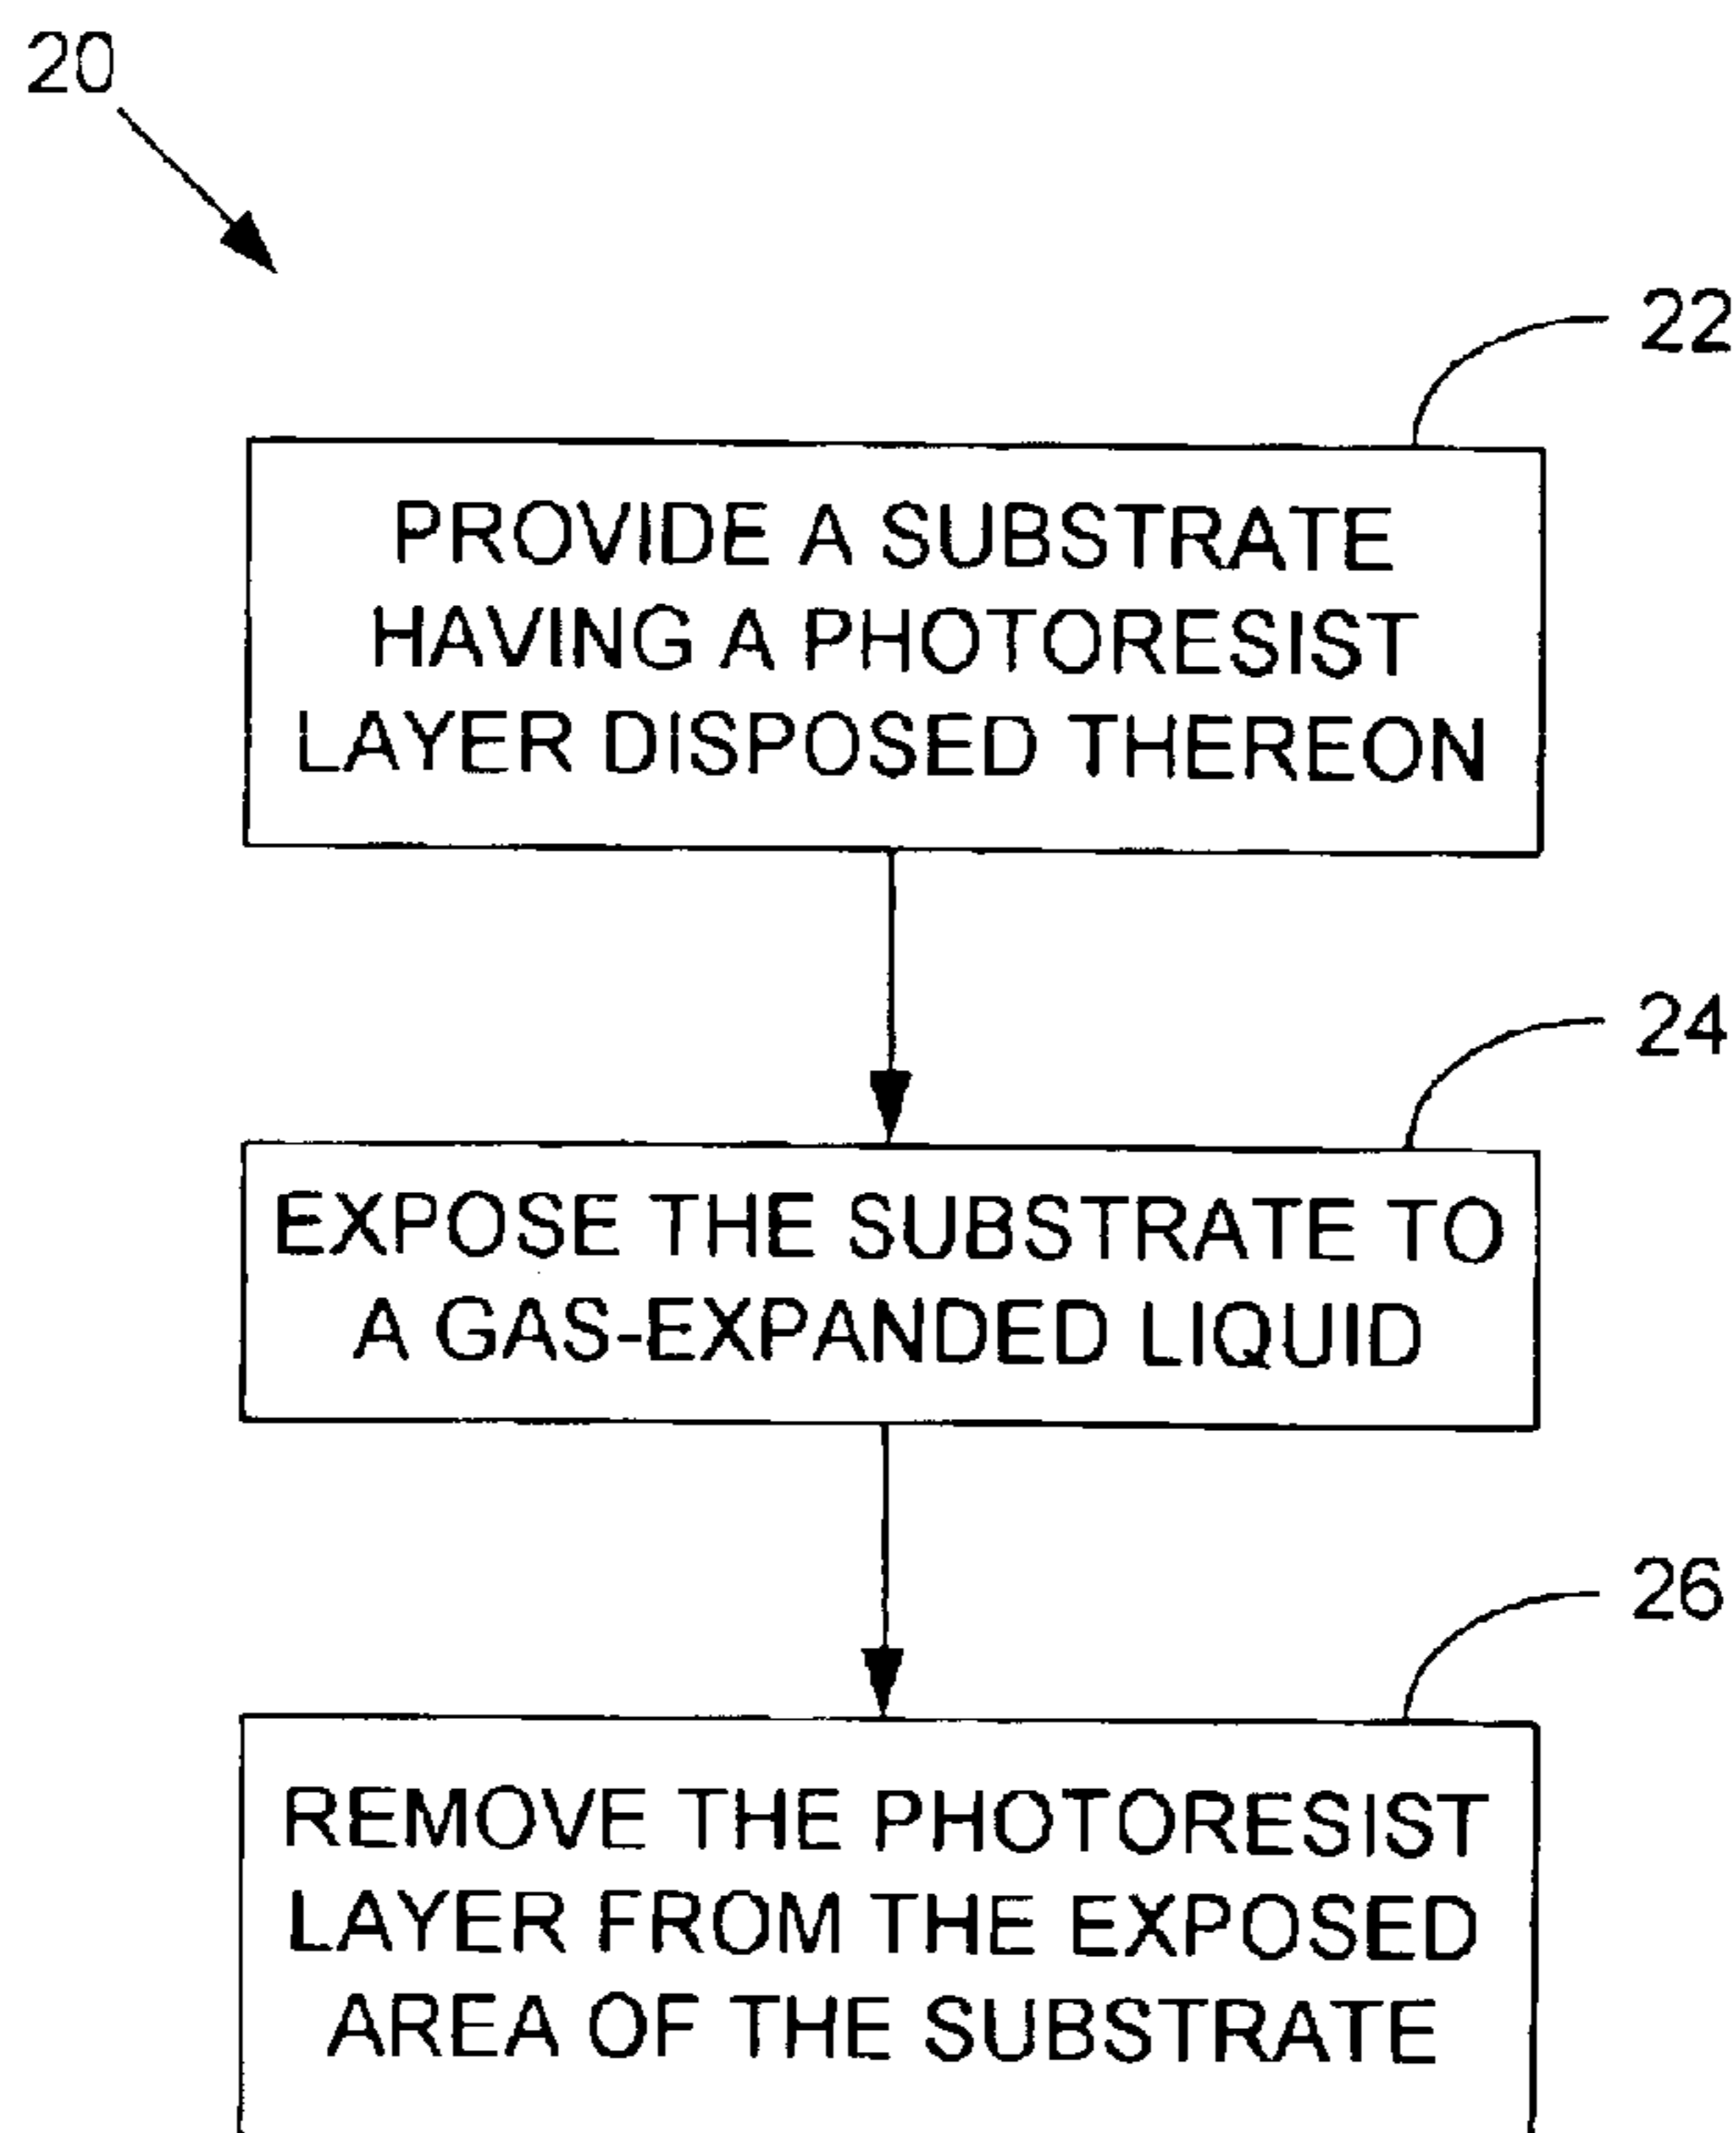 20
22
PROVIDE A SUBSTRATE
HAVING A PHOTORESIST
LAYER DISPOSED THEREON
24
EXPOSE THE SUBSTRATE TO
A GAS-EXPANDED LIQUID
26
REMOVE THE PHOTORESIST
LAYER FROM THE EXPOSED
AREA OF THE SUBSTRATE